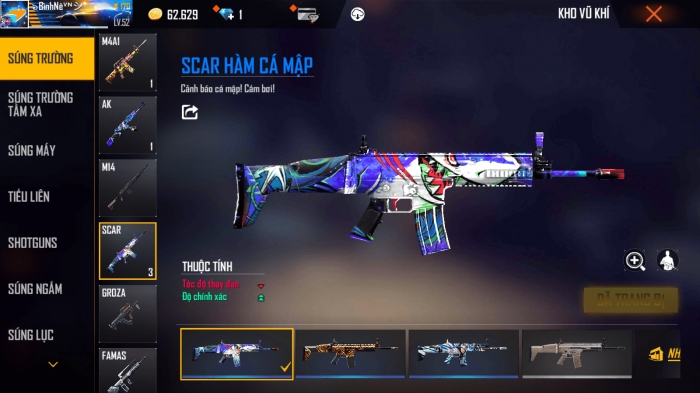 BìnhNèᵛᴺ
LV.52
62.629
1
KHO VŨ KHÍ
SÚNG TRƯỜNG
SÚNG TRƯỜNG
TẦM XA
SÚNG MÁY
TIỂU LIÊN
SHOTGUNS
SÚNG NGẮM
SÚNG LỤC
M4A1
1
AK
1
M14
SCAR
3
GROZA
FAMAS
SCAR HÀM CÁ MẬP
Cảnh báo cá mập! Cấm bơi!
THUỘC TÍNH
Tốc độ thay đạn
Độ chính xác
ĐÃ TRANG BỊ
NH